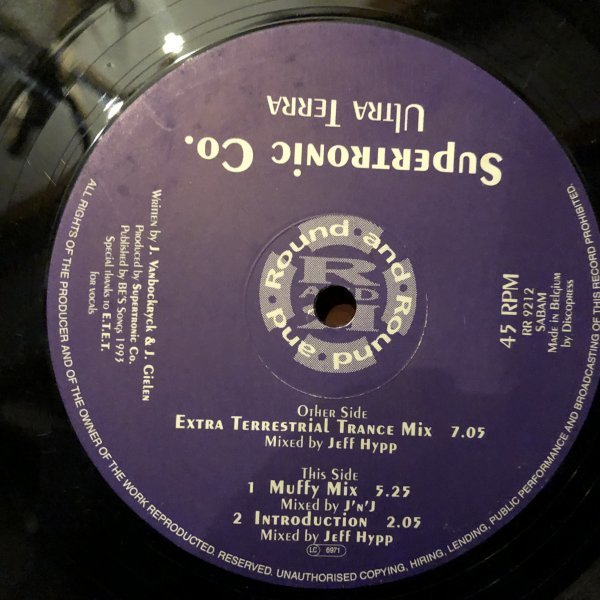 Supertronic Co.
Ultra Terra
Round and Round and
R
AND
R
Written by J. Vanbockryck & J. Gielen
Produced by Supertronic Co.
Published by BE'S Songs 1993
Special thanks to E.T.E.T.
for vocals
45 RPM
RR 9212
SABAM
Made in Belgium
by Discopress
Other Side
Extra Terrestrial Trance Mix 7.05
Mixed by Jeff Hypp
This Side
1 Muffy Mix 5.25
Mixed by J'n'J
2 Introduction 2.05
Mixed by Jeff Hypp
LC 6971
ALL RIGHTS OF THE PRODUCER AND OF THE OWNER OF THE WORK REPRODUCED, RESERVED. UNAUTHORISED COPYING, HIRING, LENDING, PUBLIC PERFORMANCE AND BROADCASTING OF THIS RECORD PROHIBITED.